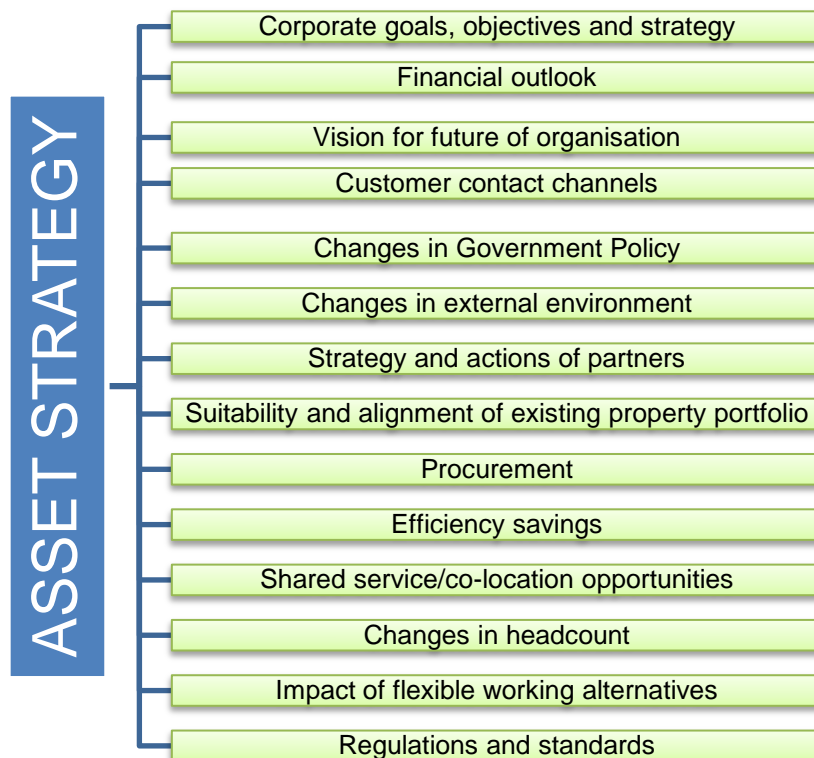 ASSET STRATEGY
Corporate goals, objectives and strategy
Financial outlook
Vision for future of organisation
Customer contact channels
Changes in Government Policy
Changes in external environment
Strategy and actions of partners
Suitability and alignment of existing property portfolio
Procurement
Efficiency savings
Shared service/co-location opportunities
Changes in headcount
Impact of flexible working alternatives
Regulations and standards